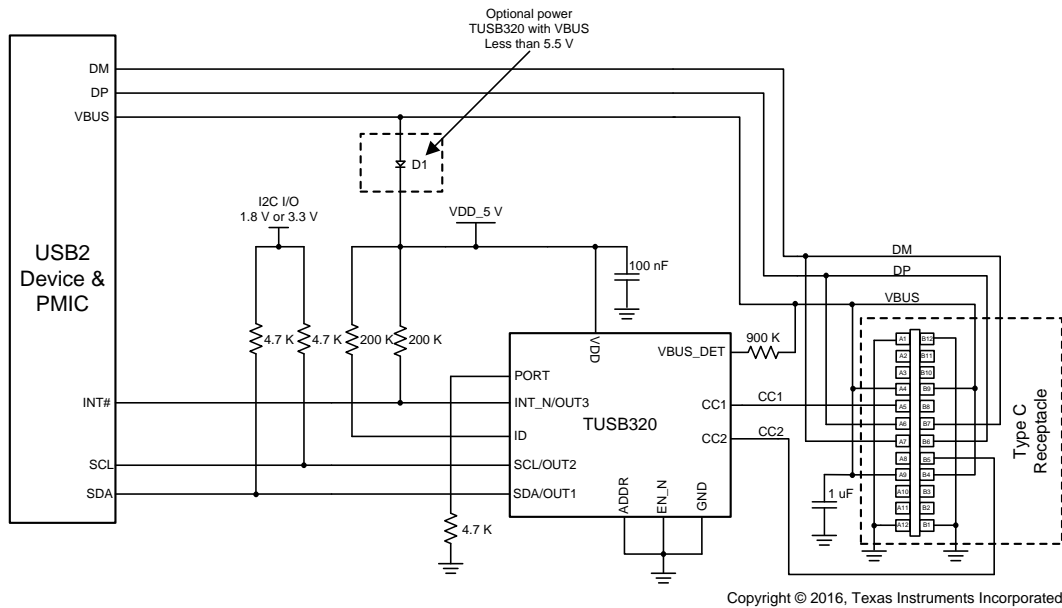 Optional power
TUSB320 with VBUS
Less than 5.5 V
DM
DP
VBUS
D1
I2C I/O
1.8 V or 3.3 V
VDD_5 V
USB2
Device &
PMIC
100 nF
DM
DP
VBUS
4.7 K
4.7 K
200 K
200 K
VDD
VBUS_DET
900 K
PORT
INT#
INT_N/OUT3
TUSB320
CC1
CC1
ID
CC2
CC2
SCL
SCL/OUT2
SDA
SDA/OUT1
ADDR
EN_N
GND
4.7 K
1 uF
A1
B12
A2
B11
A3
B10
A4
B9
A5
B8
A6
B7
A7
B6
A8
B5
A9
B4
A10
B3
A11
B2
A12
B1
Type C
Receptacle
Copyright © 2016, Texas Instruments Incorporated